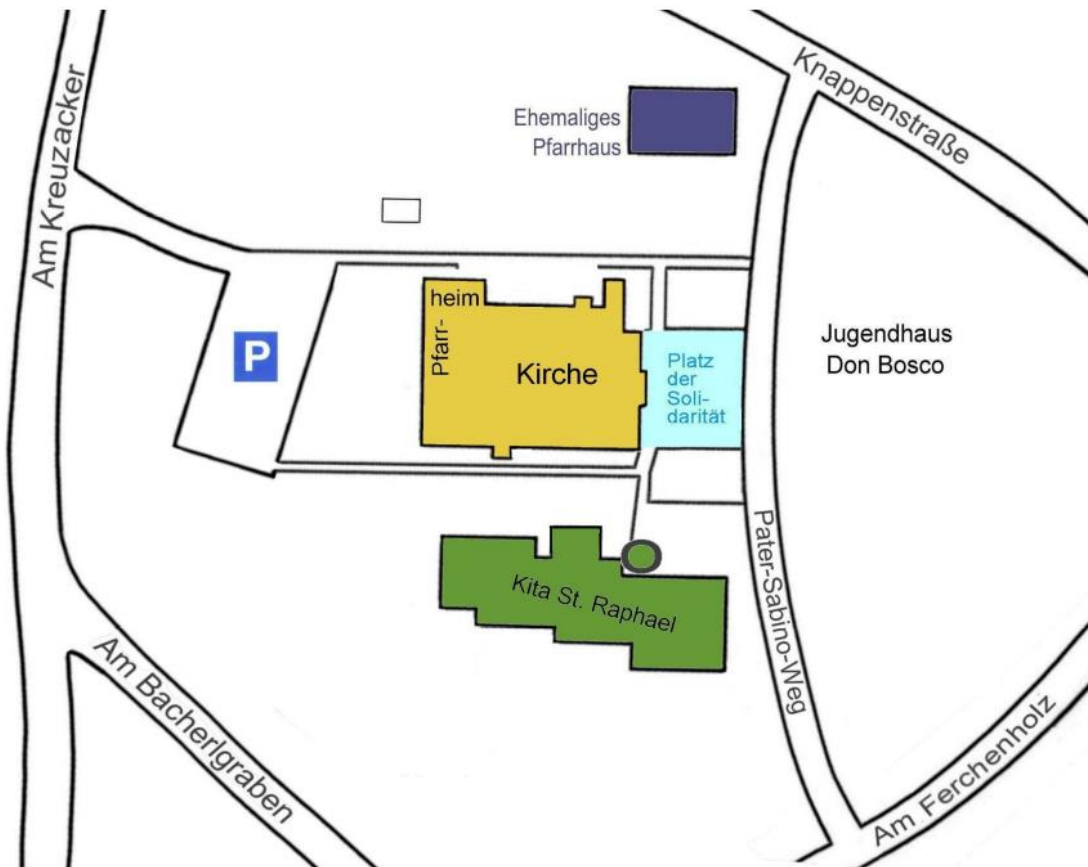 Knappenstraße
Am Kreuzacker
Ehemaliges
Pfarrhaus
heim
Pfarr-
Kirche
P
Platz
der
Soli-
darität
Jugendhaus
Don Bosco
Kita St. Raphael
Pater-Sabino-Weg
Am Bacherlgraben
Am Ferchenholz